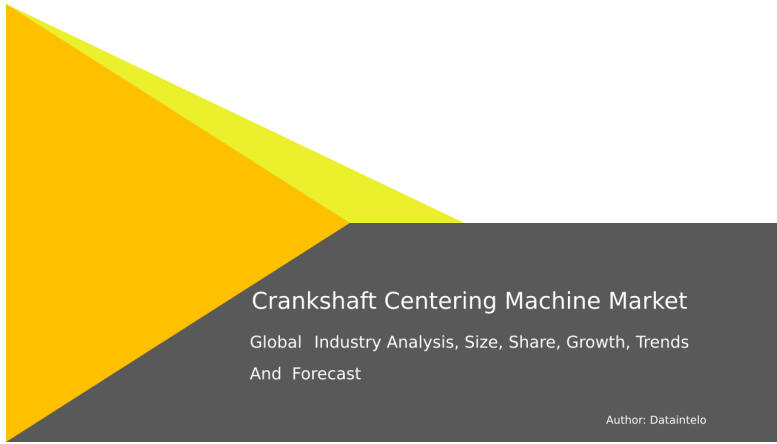 Crankshaft Centering Machine Market
Global  Industry Analysis, Size, Share, Growth, Trends
And  Forecast
Author: Dataintelo